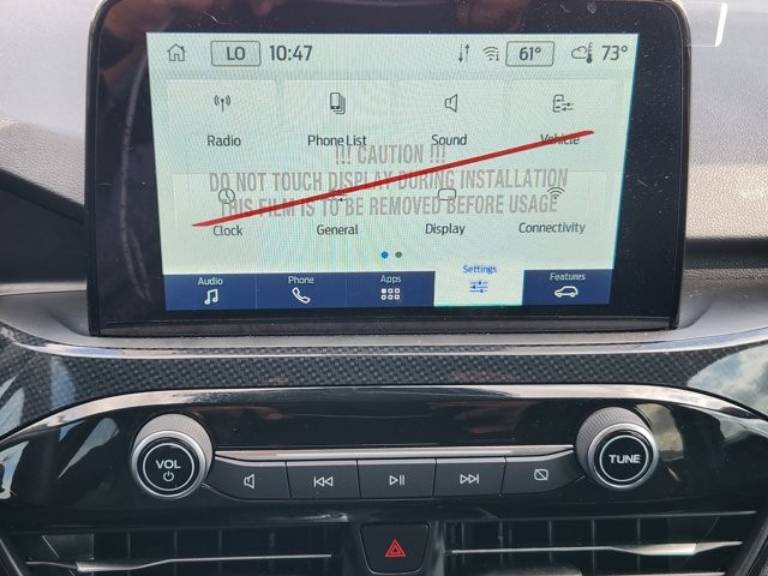 LO 10:47 61° 73°
Radio Phone List Sound Vehicle
!!! CAUTION !!!
DO NOT TOUCH DISPLAY DURING INSTALLATION
THIS FILM IS TO BE REMOVED BEFORE USAGE
Clock General Display Connectivity
Audio Phone Apps Settings Features
VOL TUNE